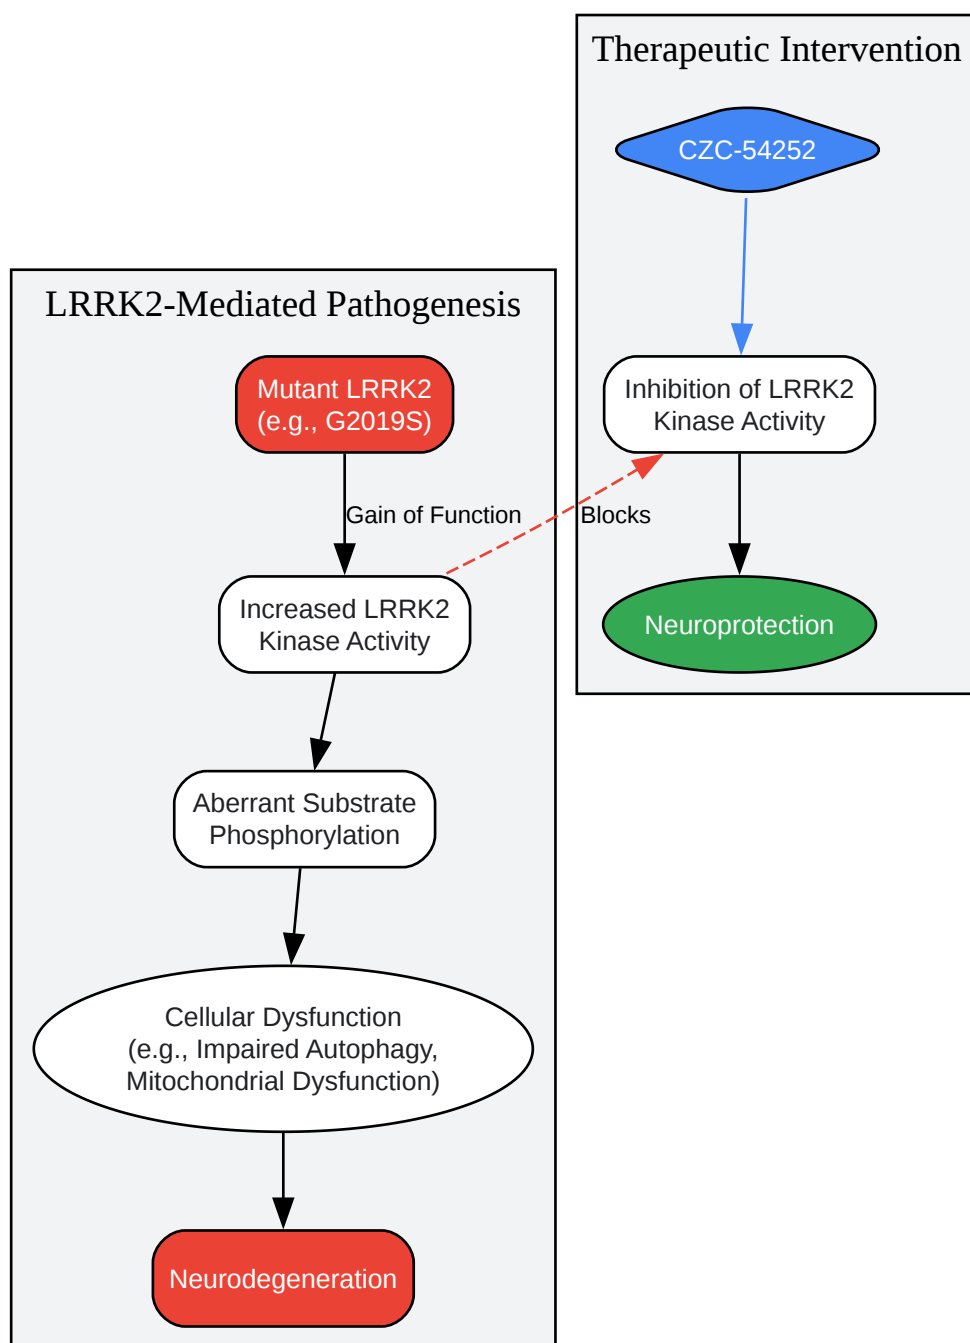 Therapeutic Intervention
CZC-54252
Inhibition of LRRK2
Kinase Activity
Blocks
Neuroprotection
LRRK2-Mediated Pathogenesis
Mutant LRRK2
(e.g., G2019S)
Gain of Function
Increased LRRK2
Kinase Activity
Aberrant Substrate
Phosphorylation
Cellular Dysfunction
(e.g., Impaired Autophagy,
Mitochondrial Dysfunction)
Neurodegeneration